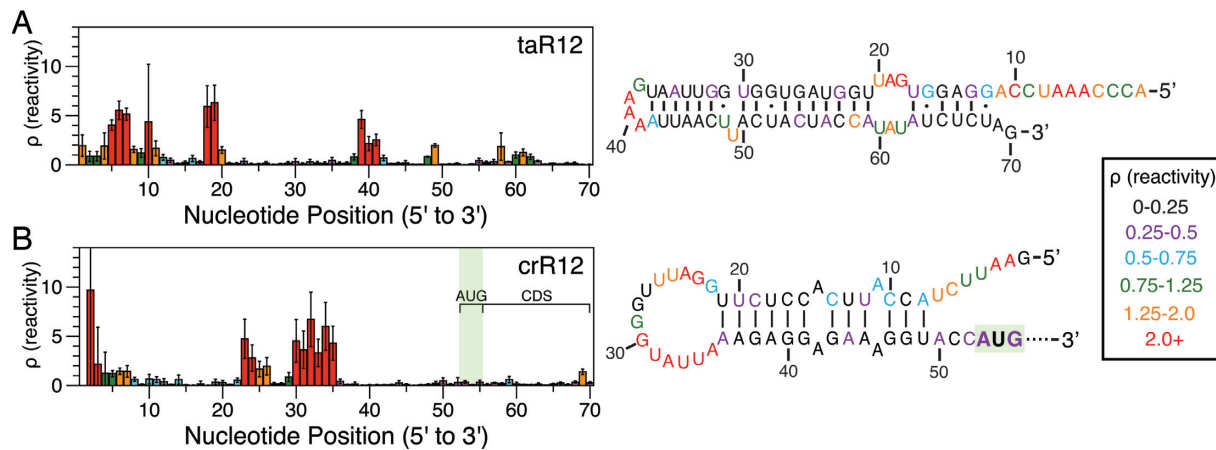 A
taR12
ρ (reactivity)
10
5
0
10 20 30 40 50 60 70
Nucleotide Position (5' to 3')
30
20
10
GUAAUUGGUGGUGAUGGUUAGUGGAGGACCUAAACCCA-5'
A
A
40
AAUUAACUUACUACUACCAUAUAUCUCUAG-3'
50
60
70
B
crR12
ρ (reactivity)
10
5
0
AUG CDS
10 20 30 40 50 60 70
Nucleotide Position (5' to 3')
20
10
UUUAGGUUCUCCACUUACCAUCUUAAG-5'
U
G
G
30
UAUUAAAGAGGAGAAAGGUACCAUG-3'
40
50
ρ (reactivity)
0-0.25
0.25-0.5
0.5-0.75
0.75-1.25
1.25-2.0
2.0+